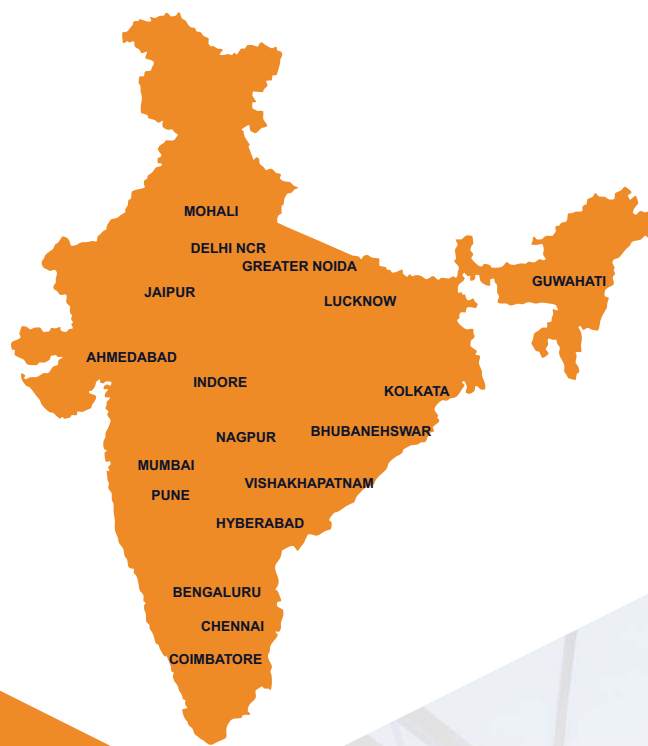 MOHALI
DELHI NCR
GREATER NOIDA
GUWAHATI
JAIPUR
LUCKNOW
AHMEDABAD
INDORE
KOLKATA
BHUBANEHSWAR
NAGPUR
MUMBAI
VISHAKHAPATNAM
PUNE
HYBERABAD
BENGALURU
CHENNAI
COIMBATORE